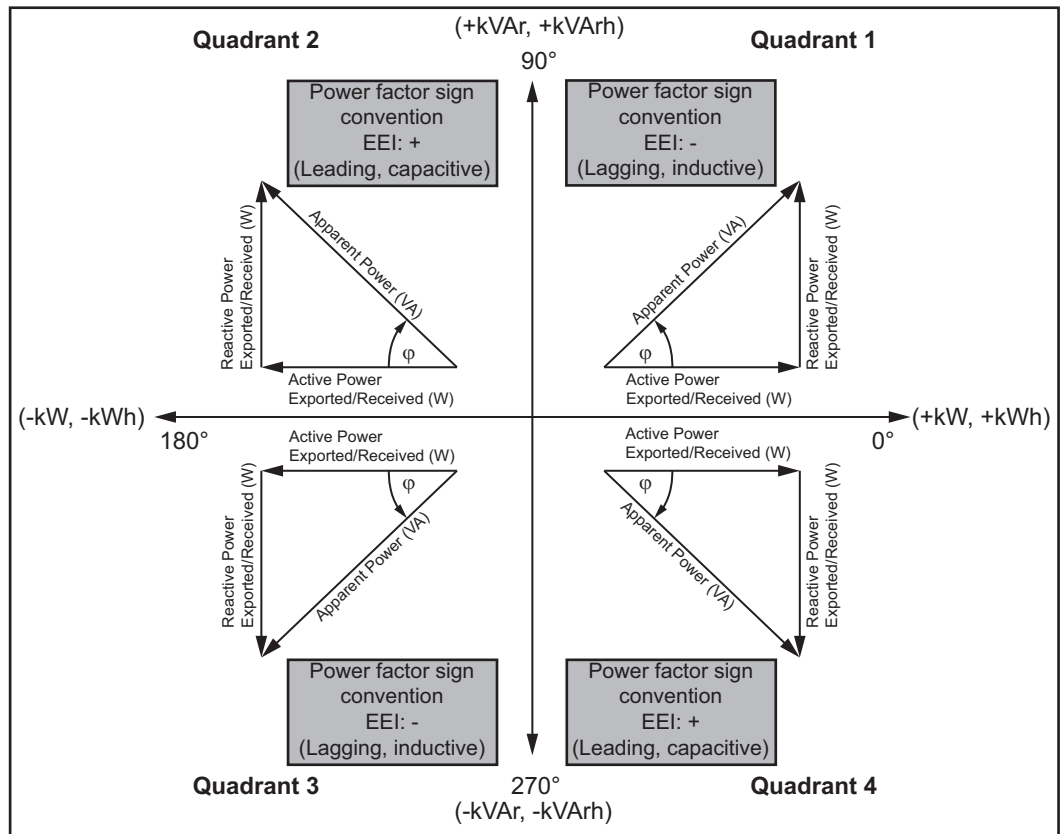 (+kVAr, +kVArh)
Quadrant 2
Quadrant 1
90°
Power factor sign
convention
EEI: +
(Leading, capacitive)
Power factor sign
convention
EEI: -
(Lagging, inductive)
Reactive Power
Exported/Received (W)
Apparent Power (VA)
φ
Active Power
Exported/Received (W)
Apparent Power (VA)
φ
Reactive Power
Exported/Received (W)
Active Power
Exported/Received (W)
(-kW, -kWh)
180°
(+kW, +kWh)
0°
Active Power
Exported/Received (W)
φ
Reactive Power
Exported/Received (W)
Apparent Power (VA)
Active Power
Exported/Received (W)
φ
Apparent Power (VA)
Reactive Power
Exported/Received (W)
Power factor sign
convention
EEI: -
(Lagging, inductive)
Power factor sign
convention
EEI: +
(Leading, capacitive)
Quadrant 3
270°
Quadrant 4
(-kVAr, -kVArh)